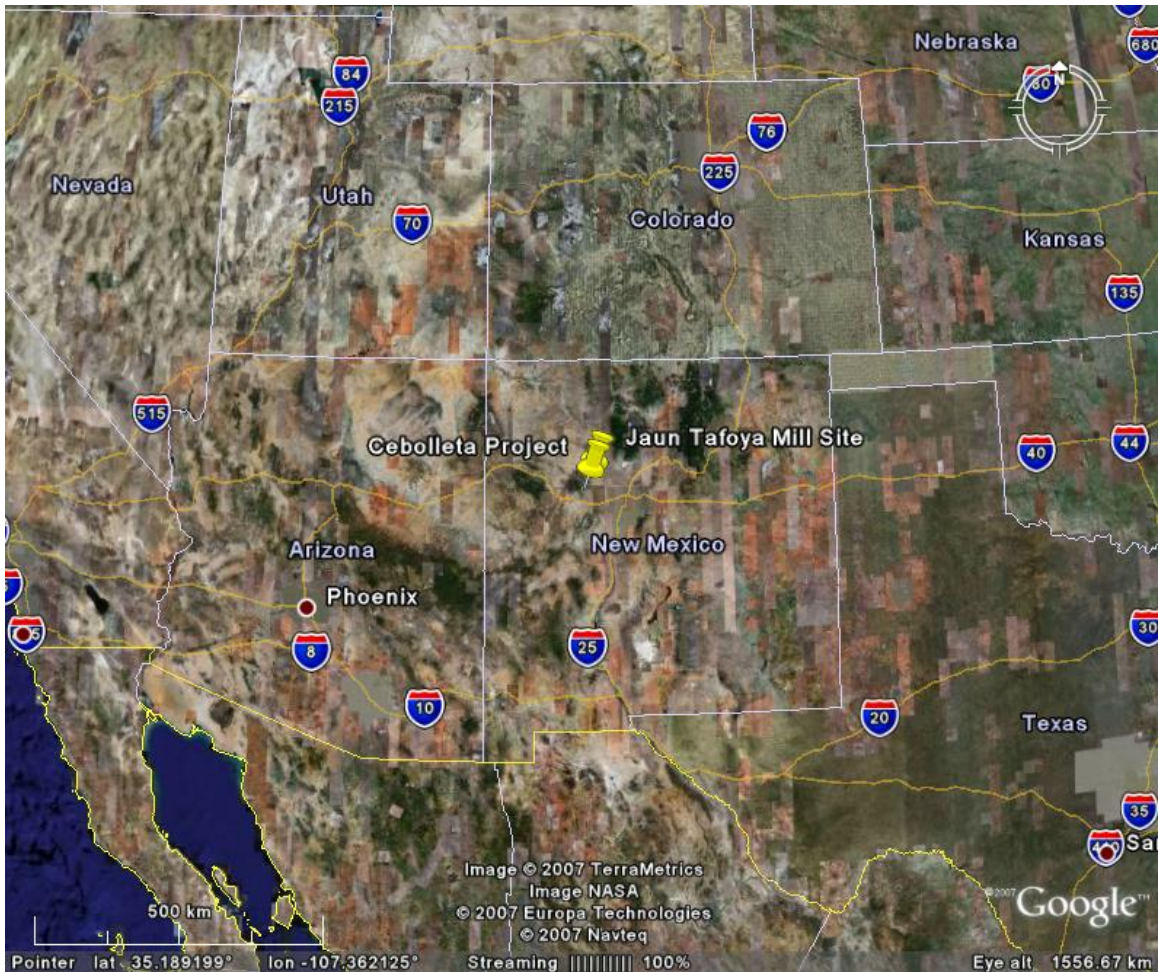 Nebraska
680
84
80
N
215
76
225
Nevada
Utah
Colorado
70
Kansas
135
515
Cebolleta Project
Jaun Tafoya Mill Site
44
40
Arizona
New Mexico
Phoenix
30
8
25
10
20
Texas
35
San
Image © 2007 TerraMetrics
Image NASA
© 2007 Europa Technologies
© 2007 Navteq
©2007 Google™
500 km
Pointer lat 35.189199° lon -107.362125° Streaming |||||||||| 100% Eye alt 1556.67 km